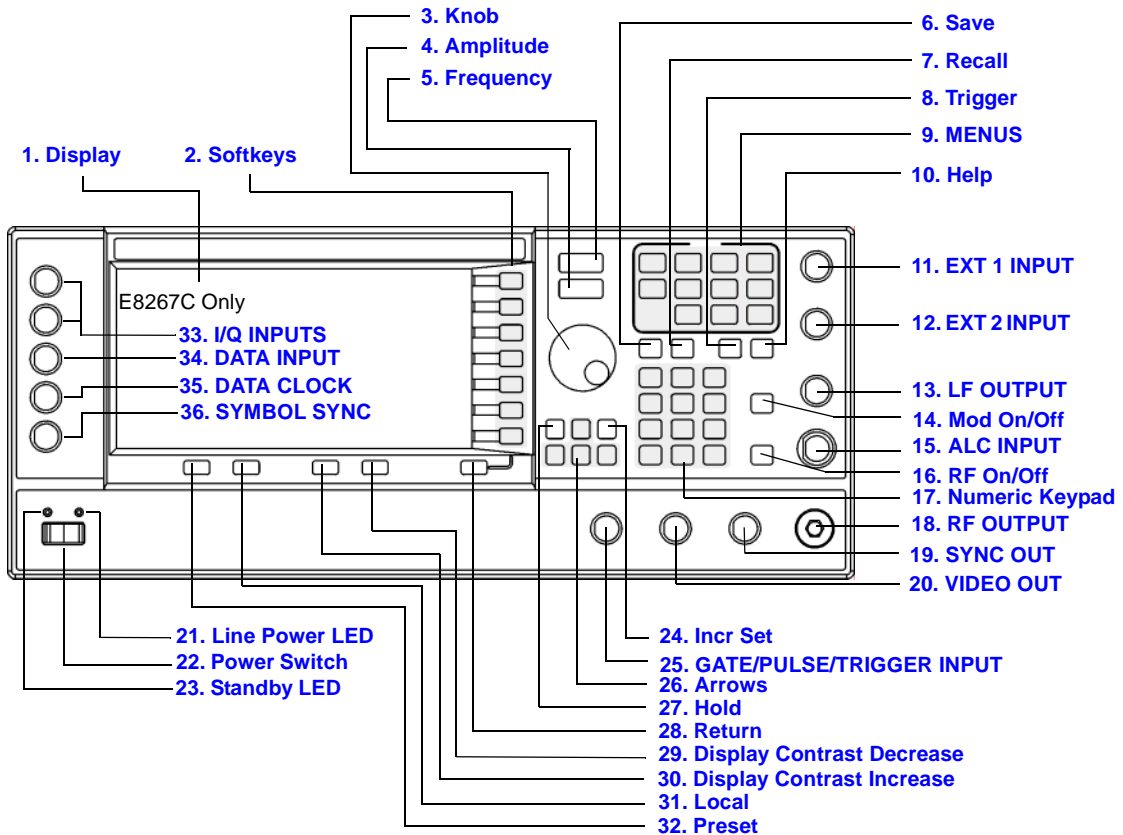 3. Knob
4. Amplitude
5. Frequency
6. Save
7. Recall
8. Trigger
9. MENUS
10. Help
1. Display
2. Softkeys
11. EXT 1 INPUT
12. EXT 2 INPUT
13. LF OUTPUT
14. Mod On/Off
15. ALC INPUT
16. RF On/Off
17. Numeric Keypad
18. RF OUTPUT
19. SYNC OUT
20. VIDEO OUT
E8267C Only
33. I/Q INPUTS
34. DATA INPUT
35. DATA CLOCK
36. SYMBOL SYNC
21. Line Power LED
22. Power Switch
23. Standby LED
24. Incr Set
25. GATE/PULSE/TRIGGER INPUT
26. Arrows
27. Hold
28. Return
29. Display Contrast Decrease
30. Display Contrast Increase
31. Local
32. Preset